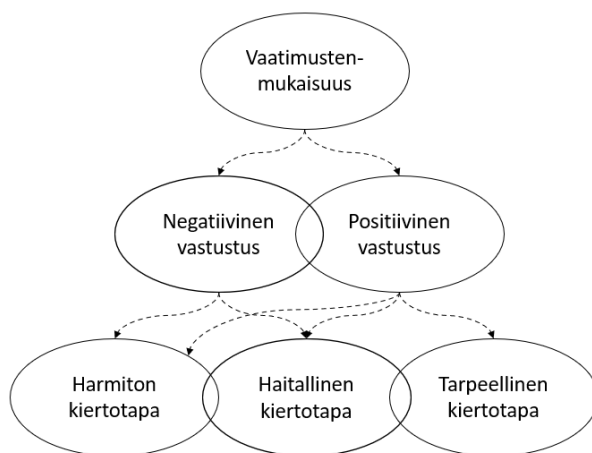 Vaatimusten-
mukaisuus
Negatiivinen
vastustus
Positiivinen
vastustus
Harmiton
kiertotapa
Haitallinen
kiertotapa
Tarpeellinen
kiertotapa